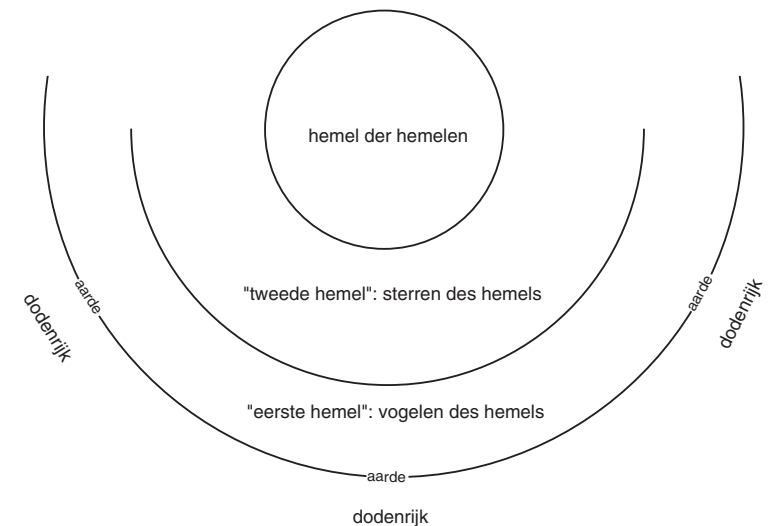 hemel der hemelen
"tweede hemel": sterren des hemels
aarde
aarde
dodenrijk
dodenrijk
"eerste hemel": vogelen des hemels
aarde
dodenrijk